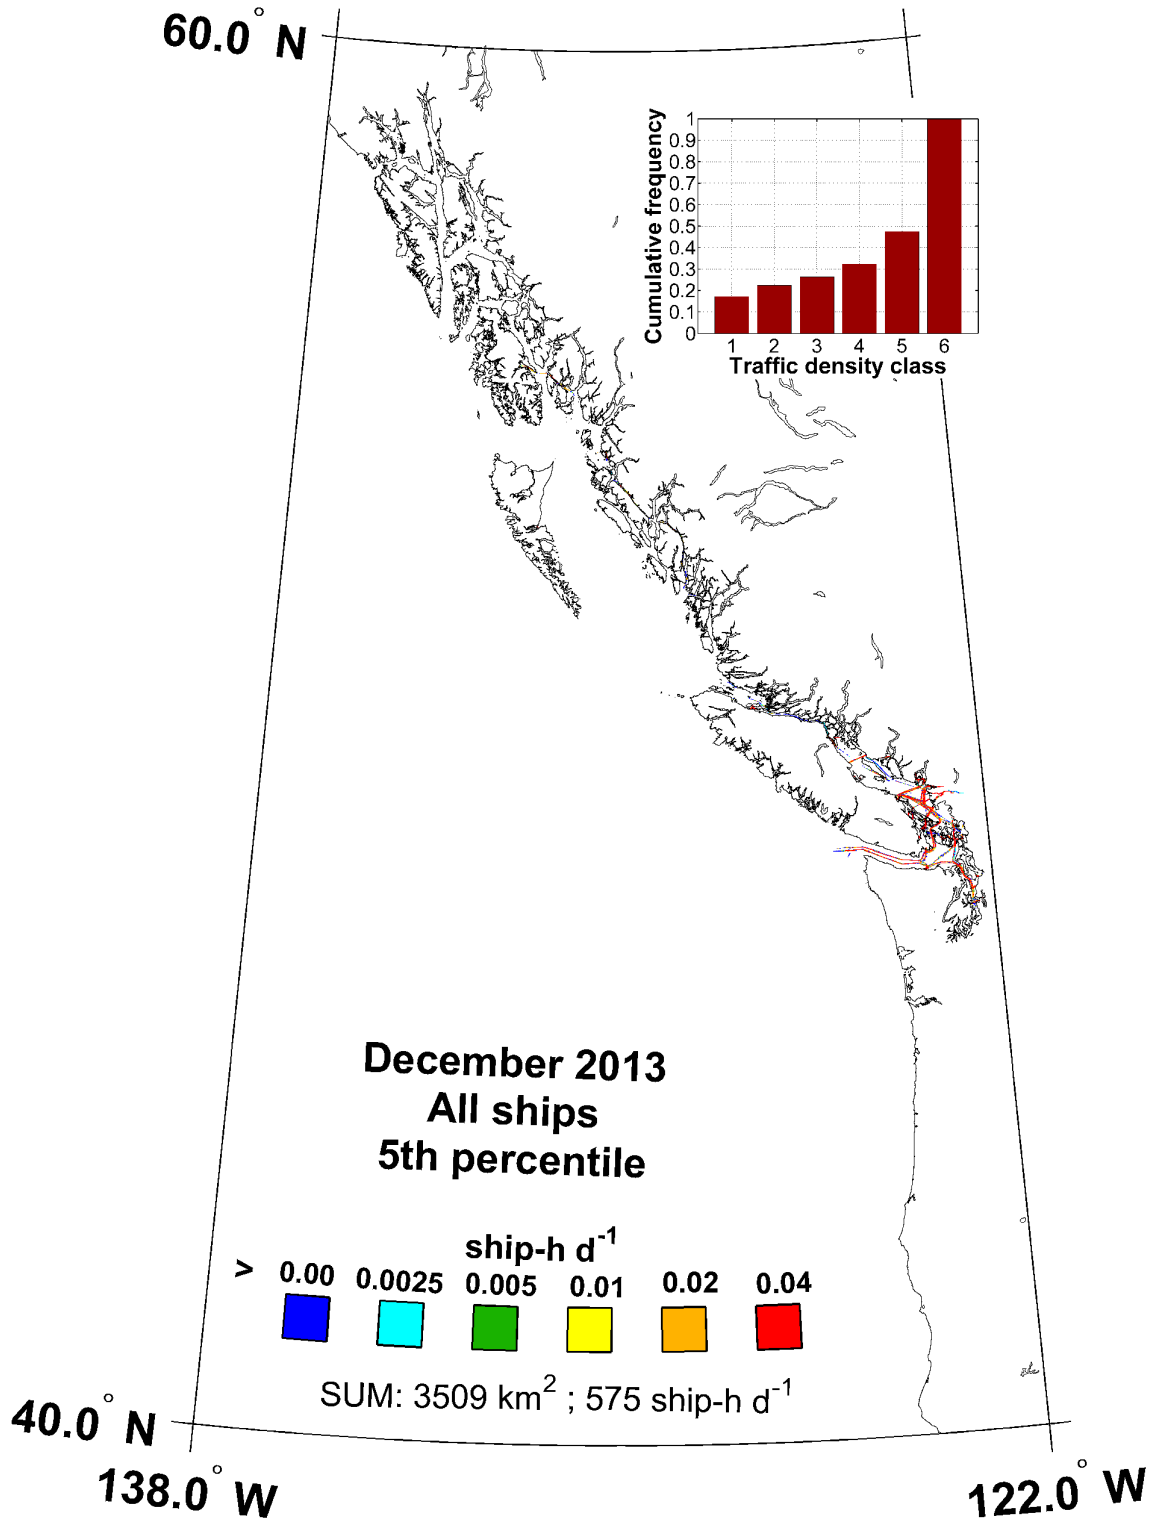 60.0° N
Cumulative frequency
1
0.9
0.8
0.7
0.6
0.5
0.4
0.3
0.2
0.1
0
1 2 3 4 5 6
Traffic density class
December 2013
All ships
5th percentile
ship-h d⁻¹
> 0.00 0.0025 0.005 0.01 0.02 0.04
SUM: 3509 km² ; 575 ship-h d⁻¹
40.0° N
138.0° W
122.0° W